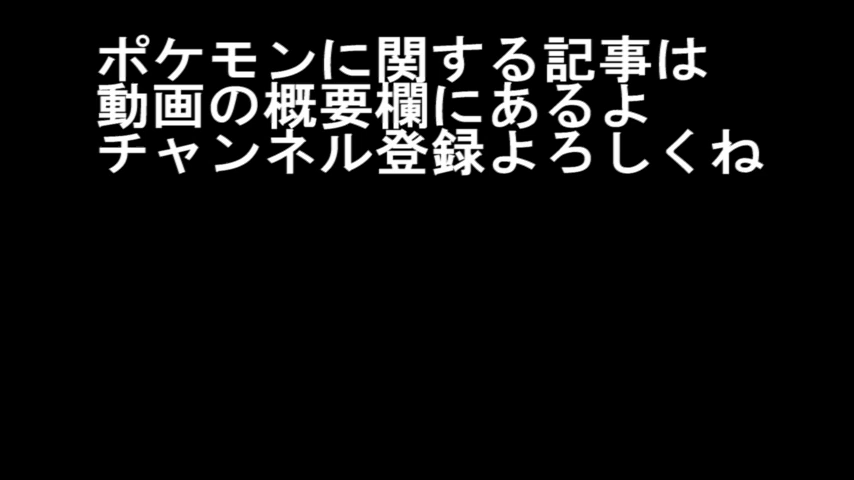 ポケモンに関する記事は
動画の概要欄にあるよ
チャンネル登録よろしくね